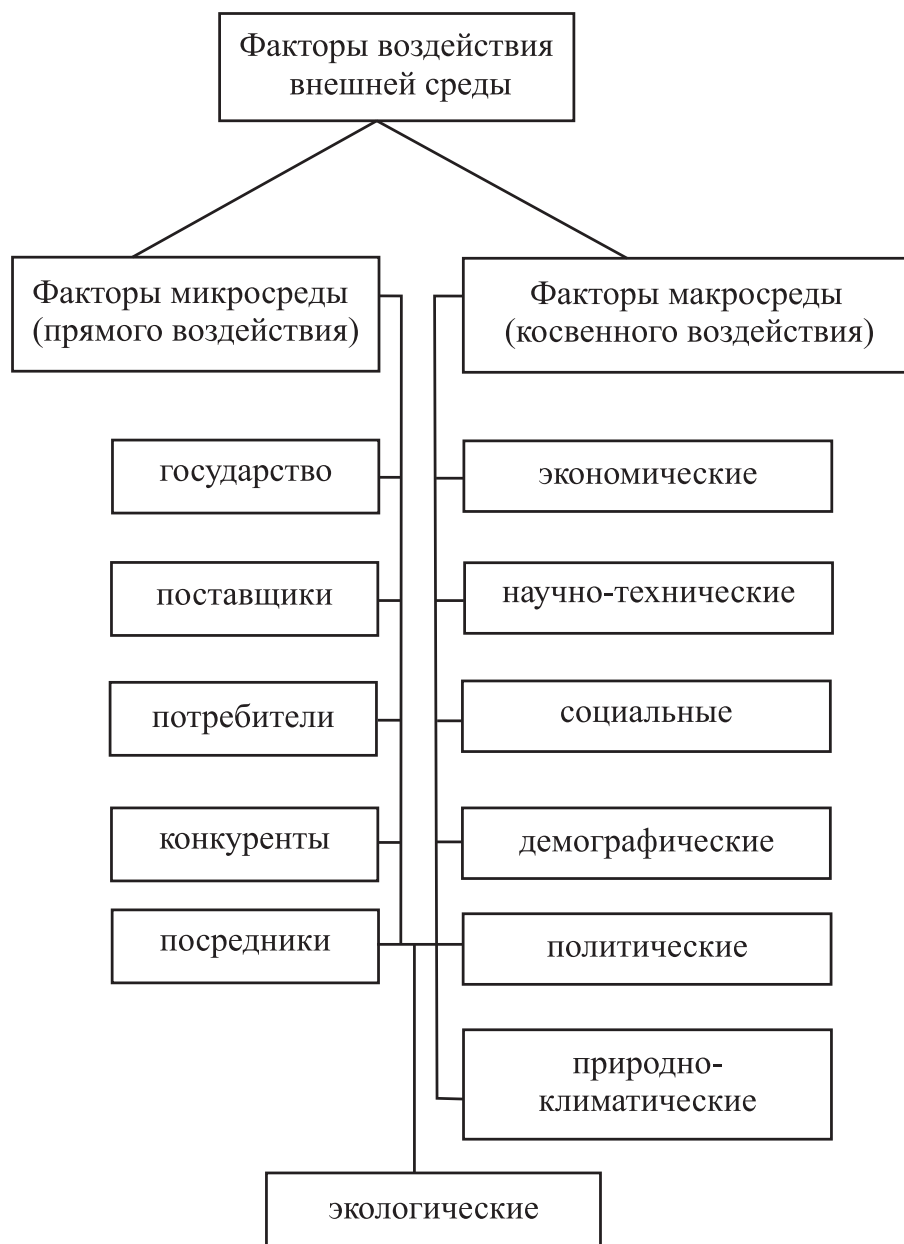 Факторы воздействия
внешней среды
Факторы микросреды
(прямого воздействия)
Факторы макросреды
(косвенного воздействия)
государство
экономические
поставщики
научно-технические
потребители
социальные
конкуренты
демографические
посредники
политические
природно-
климатические
экологические